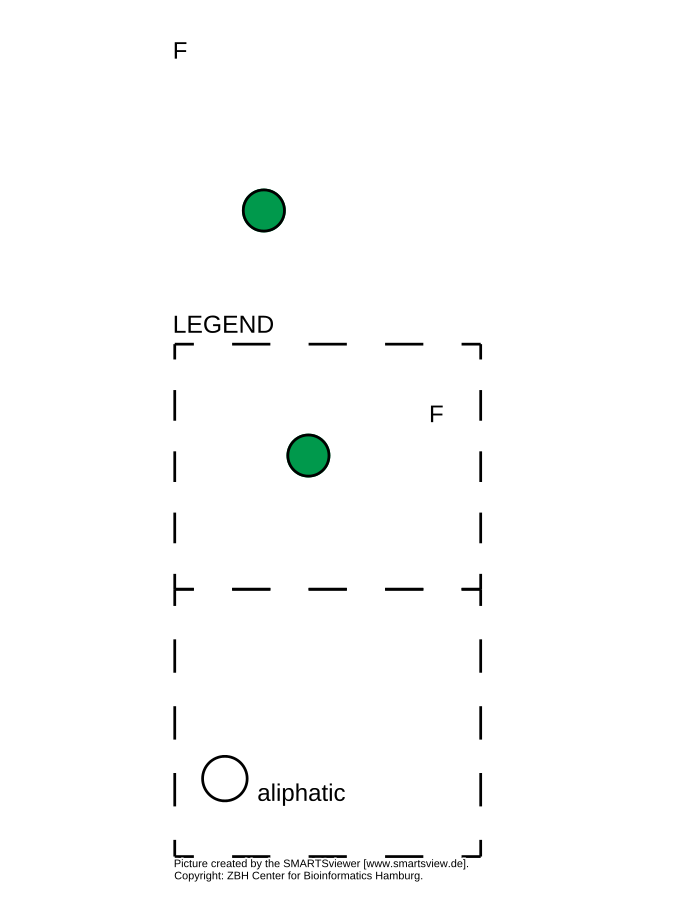 F
LEGEND
F
aliphatic
Picture created by the SMARTSviewer [www.smartsview.de].
Copyright: ZBH Center for Bioinformatics Hamburg.